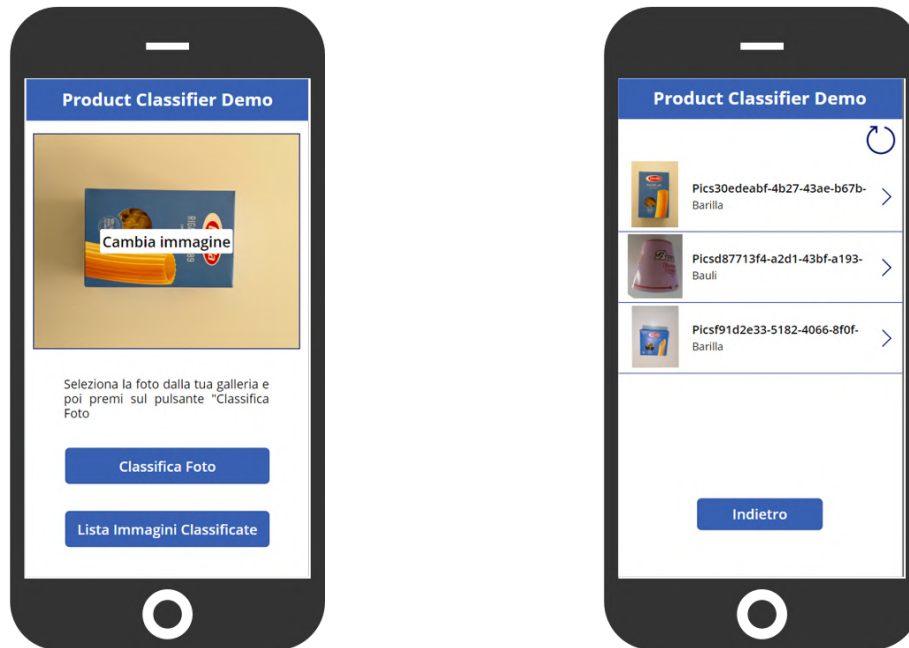 Product Classifier Demo
Cambia immagine
Seleziona la foto dalla tua galleria e
poi premi sul pulsante "Classifica
Foto
Classifica Foto
Lista Immagini Classificate
Product Classifier Demo
Pics30edeabf-4b27-43ae-b67b-
Barilla
Picsd87713f4-a2d1-43bf-a193-
Bauli
Picsf91d2e33-5182-4066-8f0f-
Barilla
Indietro